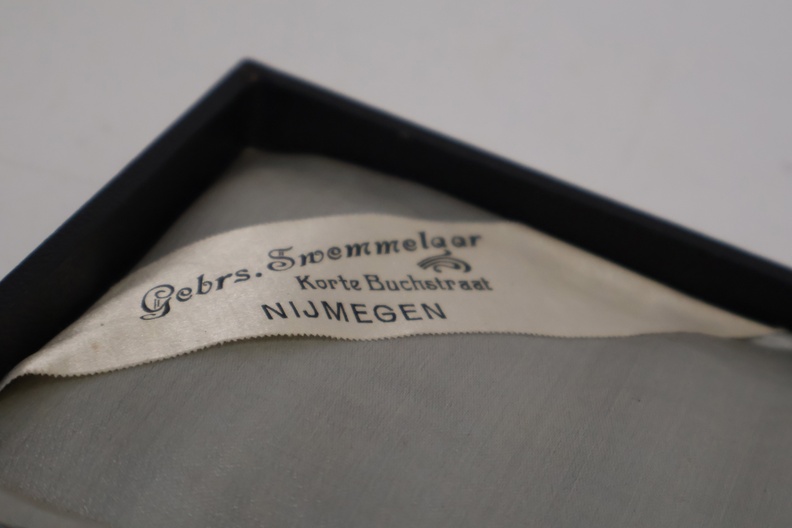 Gebrs. Swemmelaar
Korte Buchstraat
NIJMEGEN